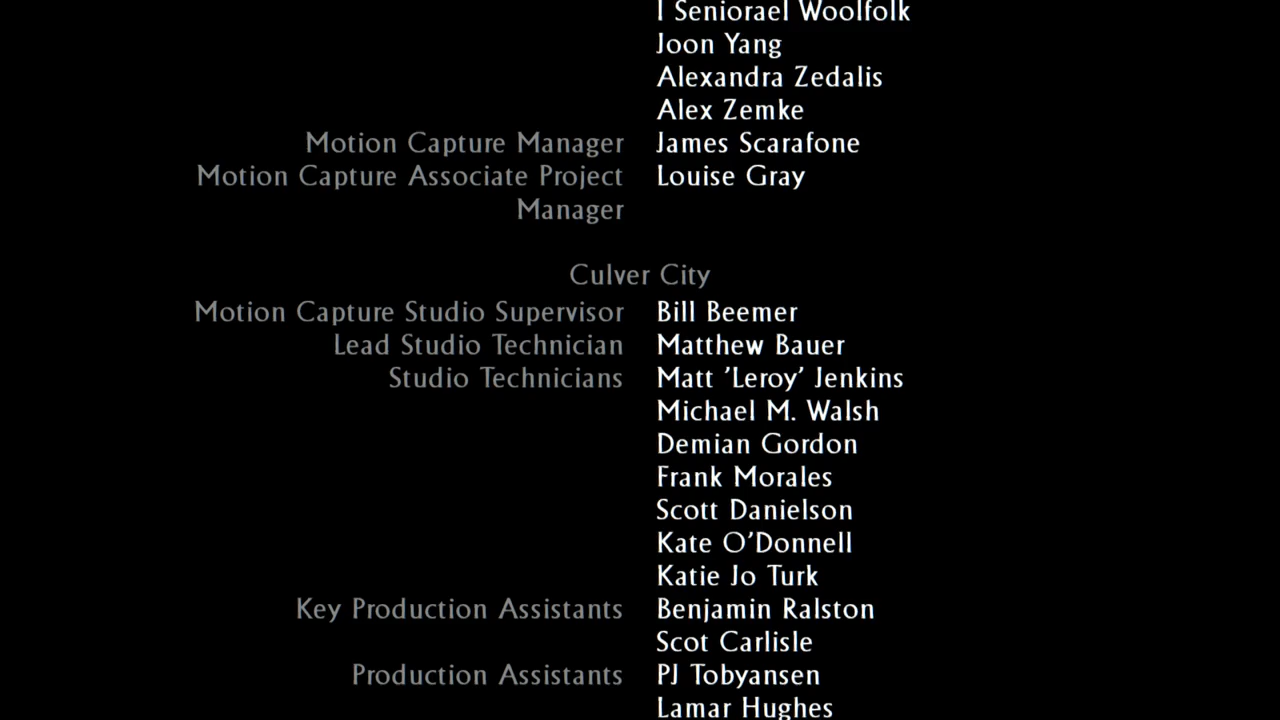 I Seniorael Woolfolk
Joon Yang
Alexandra Zedalis
Alex Zemke
Motion Capture Manager James Scarafone
Motion Capture Associate Project Louise Gray
Manager
Culver City
Motion Capture Studio Supervisor Bill Beemer
Lead Studio Technician Matthew Bauer
Studio Technicians Matt 'Leroy' Jenkins
Michael M. Walsh
Demian Gordon
Frank Morales
Scott Danielson
Kate O'Donnell
Katie Jo Turk
Key Production Assistants Benjamin Ralston
Scot Carlisle
Production Assistants PJ Tobyansen
Lamar Hughes